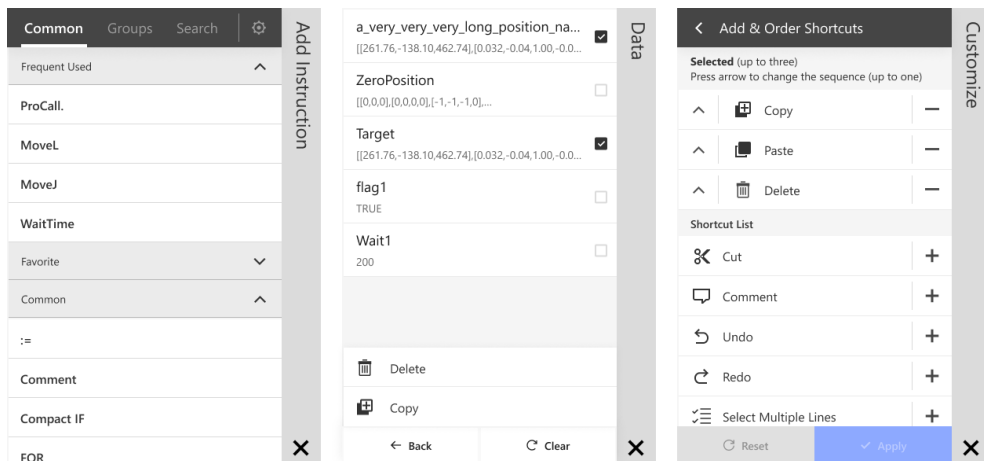 Common Groups Search
Frequent Used
ProCall.
MoveL
MoveJ
WaitTime
Favorite
Common
:=
Comment
Compact IF
FOR
Add Instruction
a_very_very_very_long_position_na...
[[261.76,-138.10,462.74],[0.032,-0.04,1.00,-0.0...
ZeroPosition
[[0,0,0],[0,0,0,0],[-1,-1,-1,0],...
Target
[[261.76,-138.10,462.74],[0.032,-0.04,1.00,-0.0...
flag1
TRUE
Wait1
200
Delete
Copy
Back Clear
Data
Add & Order Shortcuts
Selected (up to three)
Press arrow to change the sequence (up to one)
Copy
Paste
Delete
Shortcut List
Cut
Comment
Undo
Redo
Select Multiple Lines
Reset Apply
Customize